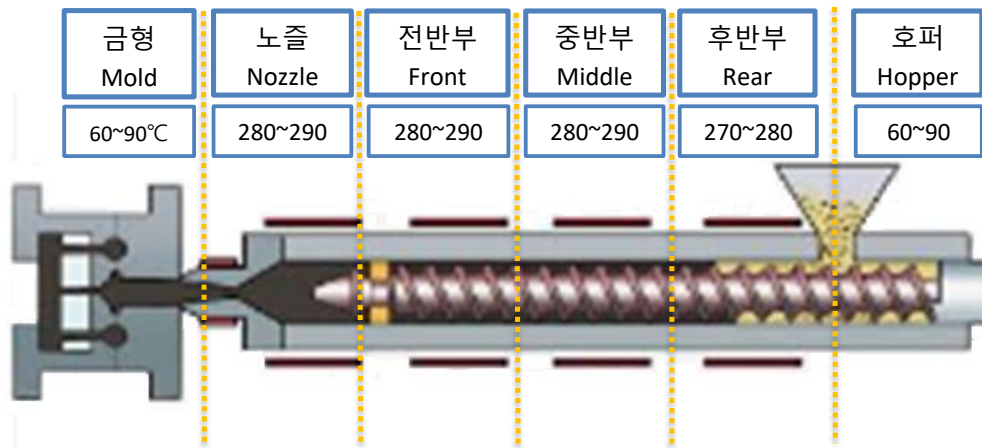 금형
Mold
노즐
Nozzle
전반부
Front
중반부
Middle
후반부
Rear
호퍼
Hopper
60~90℃
280~290
280~290
280~290
270~280
60~90